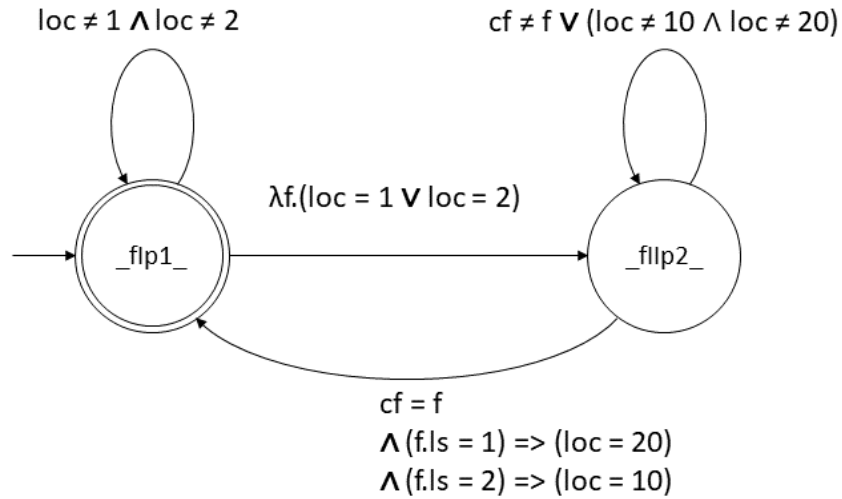 loc ≠ 1 ∧ loc ≠ 2
cf ≠ f ∨ (loc ≠ 10 ∧ loc ≠ 20)
λf.(loc = 1 ∨ loc = 2)
_flp1_
_fllp2_
cf = f
∧ (f.ls = 1) => (loc = 20)
∧ (f.ls = 2) => (loc = 10)